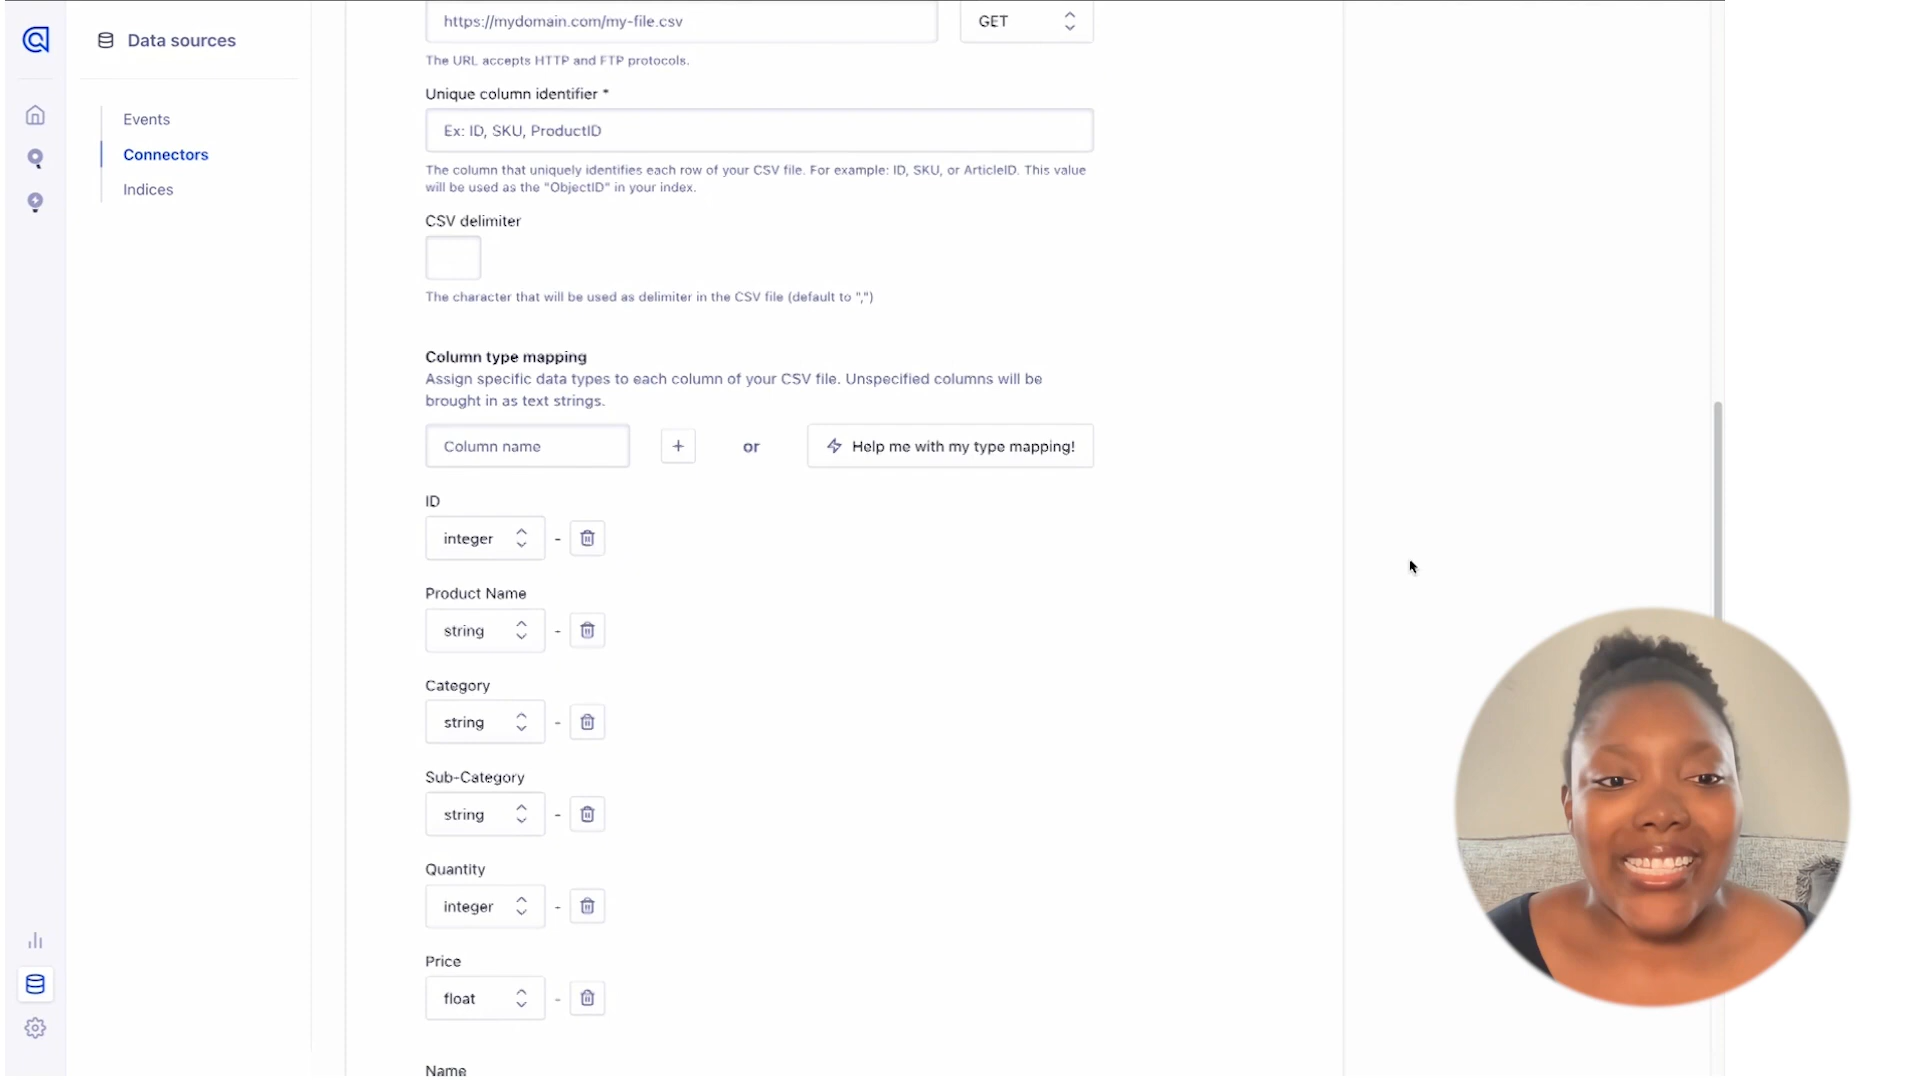 Data sources
Events
Connectors
Indices
https://mydomain.com/my-file.csv
GET
The URL accepts HTTP and FTP protocols.
Unique column identifier *
Ex: ID, SKU, ProductID
The column that uniquely identifies each row of your CSV file. For example: ID, SKU, or ArticleID. This value
will be used as the "ObjectID" in your index.
CSV delimiter
The character that will be used as delimiter in the CSV file (default to ",")
Column type mapping
Assign specific data types to each column of your CSV file. Unspecified columns will be
brought in as text strings.
Column name
+
or
Help me with my type mapping!
ID
integer -
Product Name
string -
Category
string -
Sub-Category
string -
Quantity
integer -
Price
float -
Name